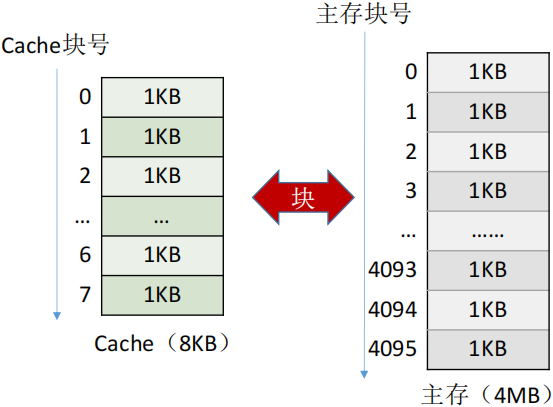 Cache块号
0 1KB
1 1KB
2 1KB
... ...
6 1KB
7 1KB
Cache（8KB）
块
主存块号
0 1KB
1 1KB
2 1KB
3 1KB
... ......
4093 1KB
4094 1KB
4095 1KB
主存（4MB）